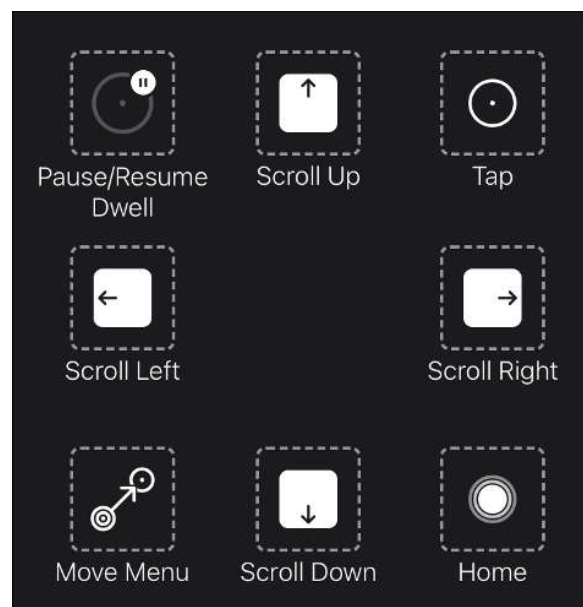 Pause/Resume
Dwell
Scroll Up
Tap
Scroll Left
Scroll Right
Move Menu
Scroll Down
Home